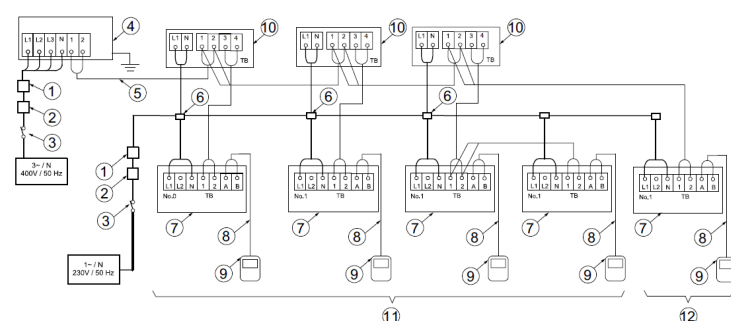 4
10
10
10
L1 L2 L3 N 1 2
L1 N 1 2 3 4
TB
L1 N 1 2 3 4
TB
L1 N 1 2 3 4
TB
5
1
2
3
6
6
6
3~ / N
400V / 50 Hz
1
2
3
L1 L2 N 1 2 A B
No.0 TB
L1 L2 N 1 2 A B
No.1 TB
L1 L2 N 1 2 A B
No.1 TB
L1 L2 N 1 2 A B
No.1 TB
L1 L2 N 1 2 A B
No.1 TB
7
8
7
8
7
8
7
8
7
8
1~ / N
230V / 50 Hz
9
9
9
9
9
11
12